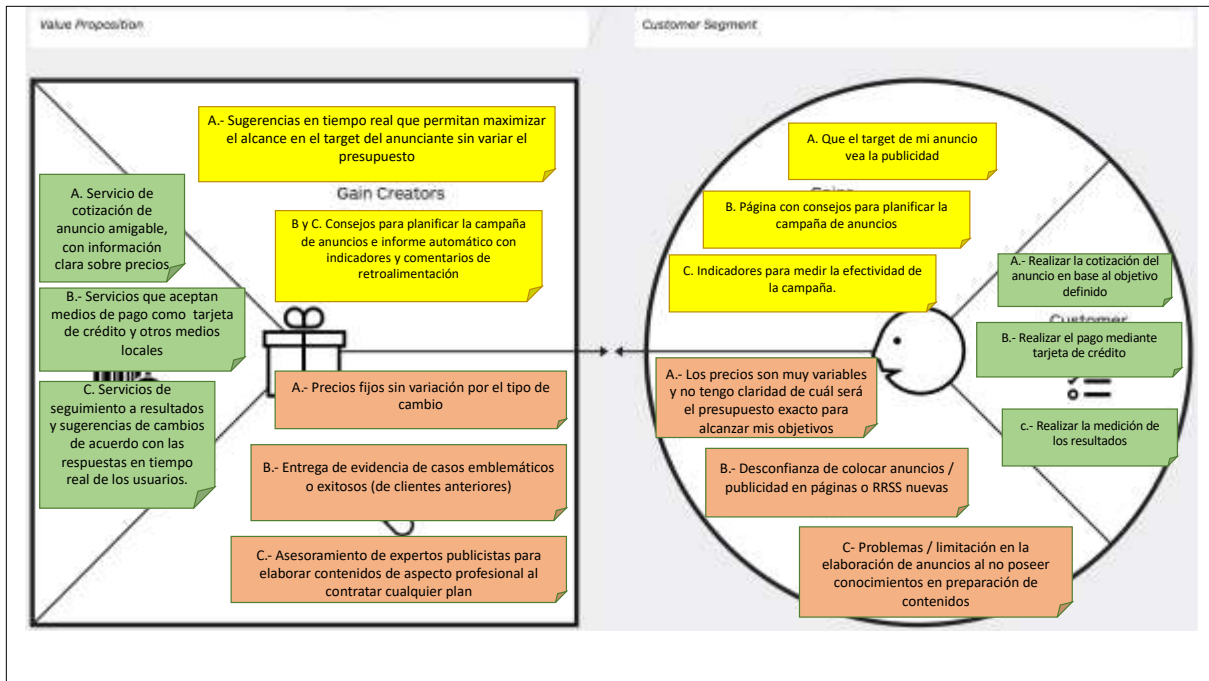 Value Proposition
Customer Segment
A.- Sugerencias en tiempo real que permitan maximizar
el alcance en el target del anunciante sin variar el
presupuesto
Gain Creators
B y C. Consejos para planificar la campaña
de anuncios e informe automático con
indicadores y comentarios de
retroalimentación
A. Servicio de
cotización de
anuncio amigable,
con información
clara sobre precios
B.- Servicios que aceptan
medios de pago como tarjeta
de crédito y otros medios
locales
C. Servicios de
seguimiento a resultados
y sugerencias de cambios
de acuerdo con las
respuestas en tiempo
real de los usuarios.
A.- Precios fijos sin variación por el tipo de
cambio
B.- Entrega de evidencia de casos emblemáticos
o exitosos (de clientes anteriores)
C.- Asesoramiento de expertos publicistas para
elaborar contenidos de aspecto profesional al
contratar cualquier plan
A. Que el target de mi anuncio
vea la publicidad
B. Página con consejos para planificar la
campaña de anuncios
C. Indicadores para medir la efectividad de
la campaña.
A.- Realizar la cotización del
anuncio en base al objetivo
definido
Customer
B.- Realizar el pago mediante
tarjeta de crédito
c.- Realizar la medición de
los resultados
A.- Los precios son muy variables
y no tengo claridad de cuál será
el presupuesto exacto para
alcanzar mis objetivos
B.- Desconfianza de colocar anuncios /
publicidad en páginas o RRSS nuevas
C- Problemas / limitación en la
elaboración de anuncios al no poseer
conocimientos en preparación de
contenidos